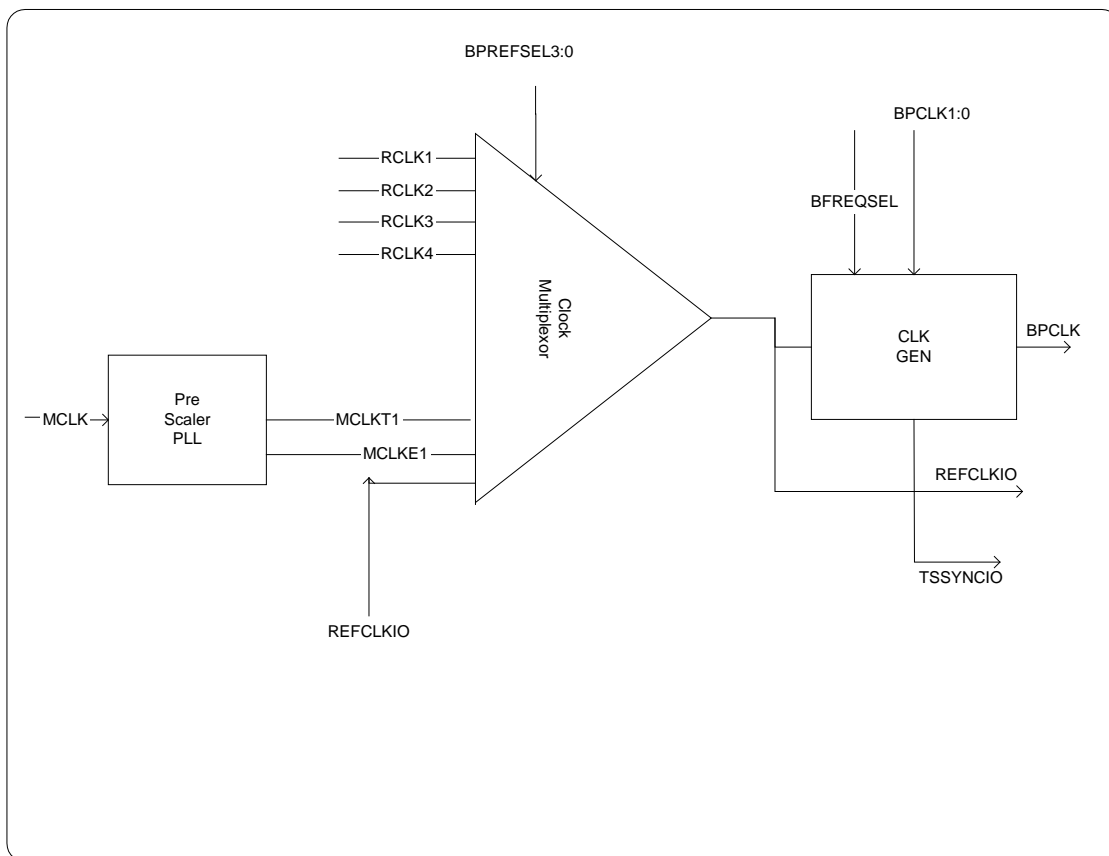 BPREFSEL3:0
BPCLK1:0
RCLK1
RCLK2
BFREQSEL
RCLK3
RCLK4
Clock
Multiplexor
CLK
GEN
BPCLK
Pre
Scaler
PLL
MCLK
MCLKT1
MCLKE1
REFCLKIO
TSSYNCIO
REFCLKIO